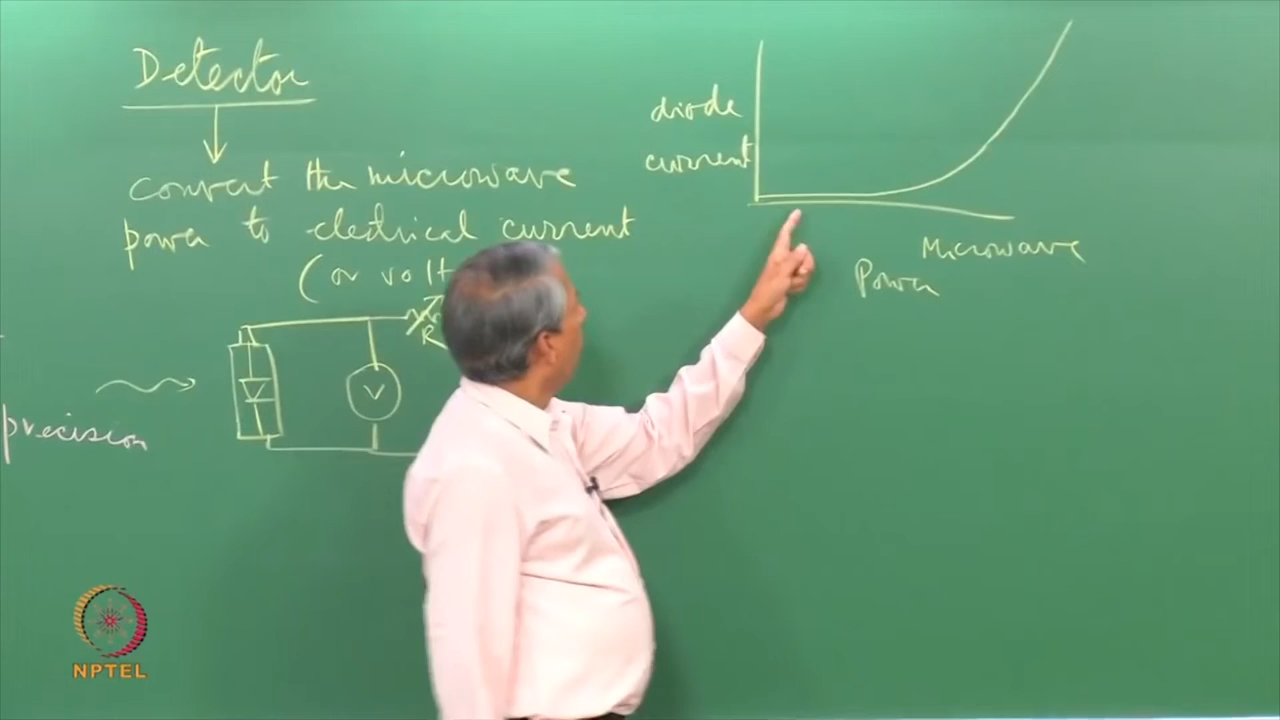 Detector
convert the microwave
power to electrical current
(or volt
R
V
precision
diode
current
Microwave
Power
NPTEL